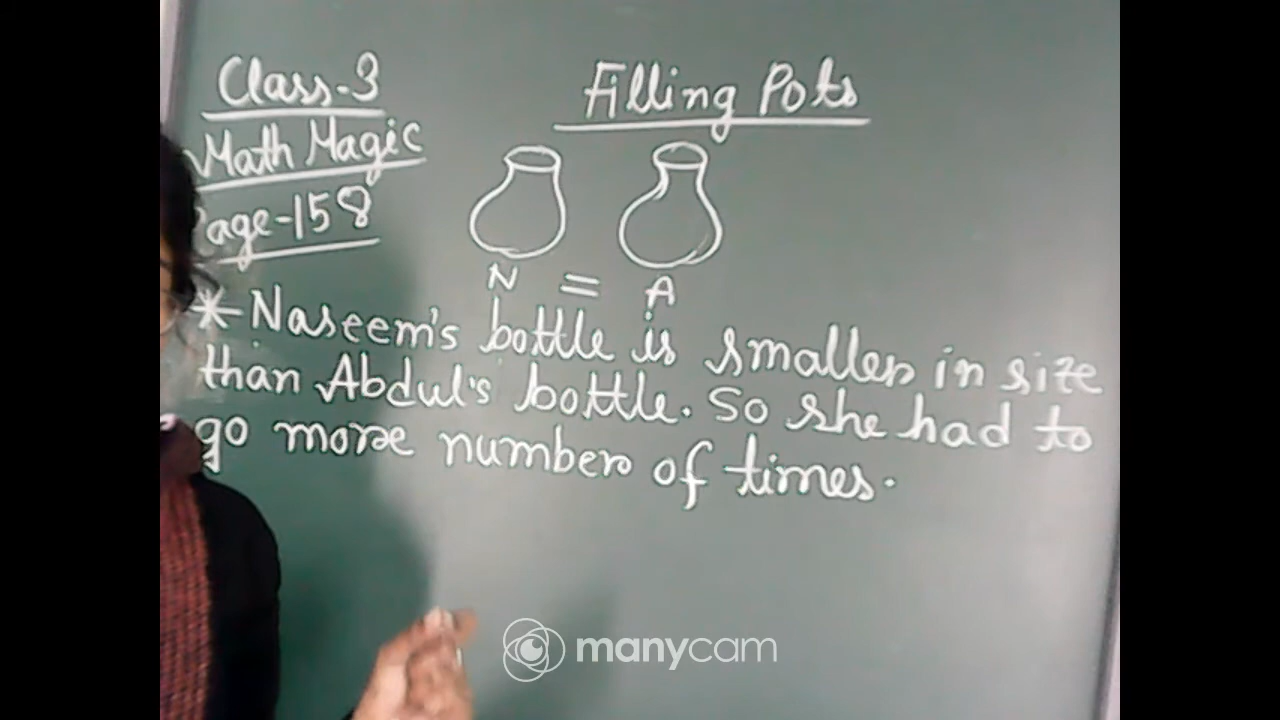 Class-3
Filling Pots
Math Magic
Page-158
N = A
* Naseem's bottle is smaller in size
than Abdul's bottle. So she had to
go more number of times.
manycam